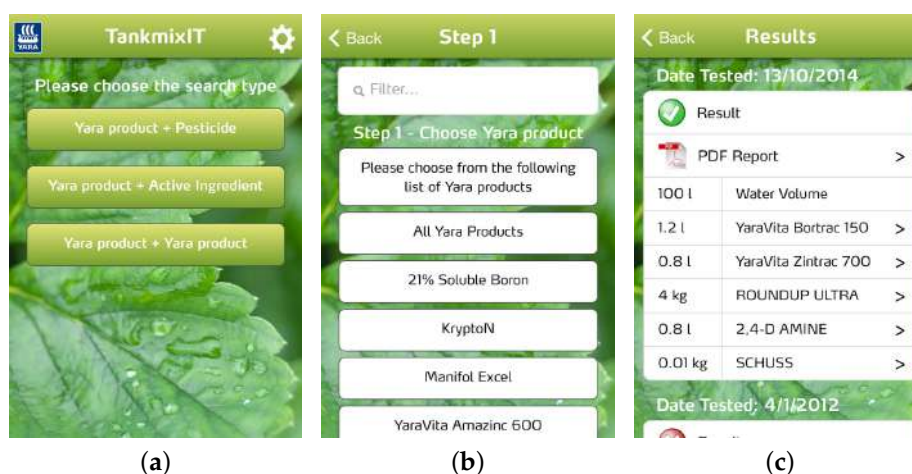 YARA
TankmixIT
Please choose the search type
Yara product + Pesticide
Yara product + Active Ingredient
Yara product + Yara product
(a)
Back
Step 1
Filter...
Step 1 - Choose Yara product
Please choose from the following
list of Yara products
All Yara Products
21% Soluble Boron
KryptoN
Manifol Excel
YaraVita Amazinc 600
(b)
Back
Results
Date Tested: 13/10/2014
Result
PDF Report >
100 l Water Volume
1.2 l YaraVita Bortrac 150 >
0.8 l YaraVita Zintrac 700 >
4 kg ROUNDUP ULTRA >
0.8 l 2,4-D AMINE >
0.01 kg SCHUSS >
Date Tested: 4/1/2012
(c)